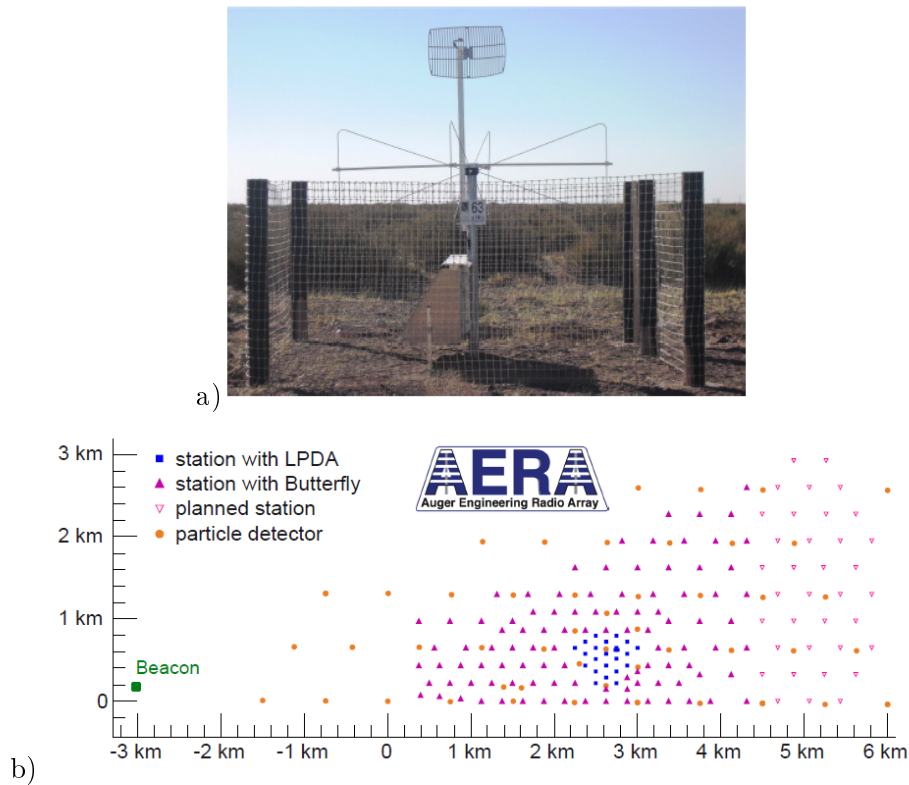 63
a)
3 km
2 km
1 km
0
station with LPDA
station with Butterfly
planned station
particle detector
AERA
Auger Engineering Radio Array
Beacon
-3 km -2 km -1 km 0 1 km 2 km 3 km 4 km 5 km 6 km
b)